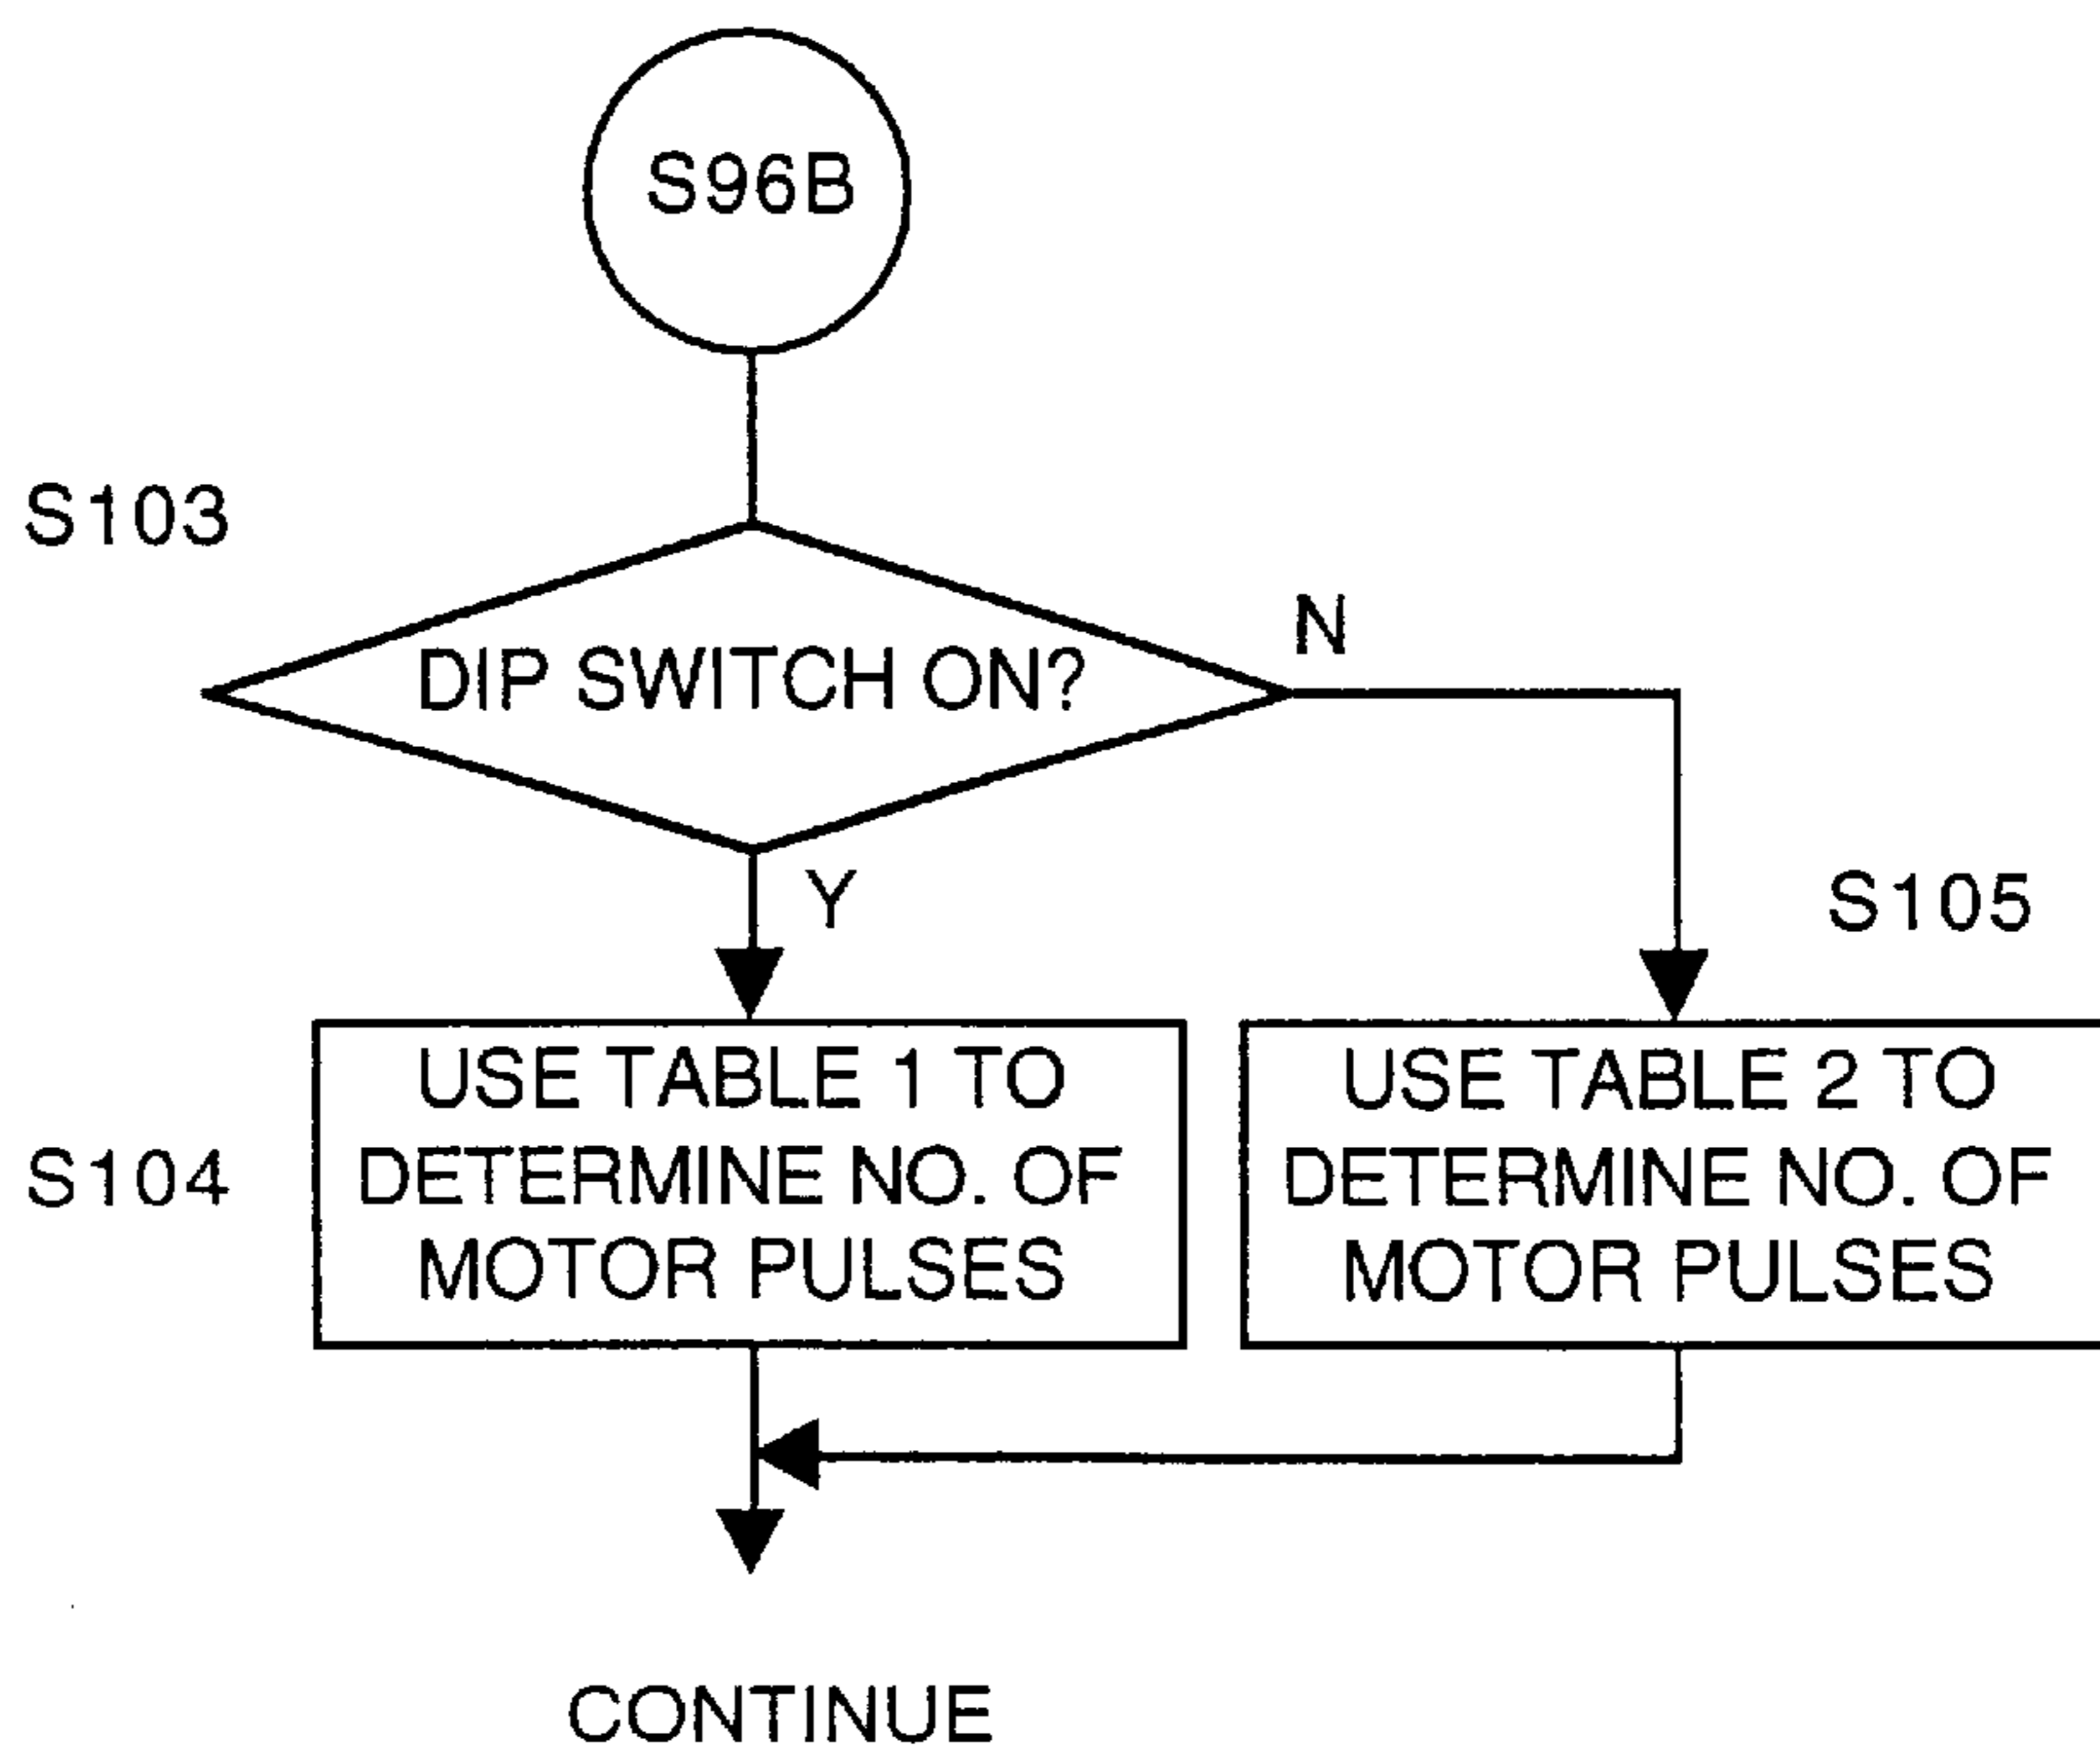 S96B
S103
DIP SWITCH ON?
N
Y
S105
USE TABLE 1 TO
DETERMINE NO. OF
MOTOR PULSES
S104
USE TABLE 2 TO
DETERMINE NO. OF
MOTOR PULSES
CONTINUE